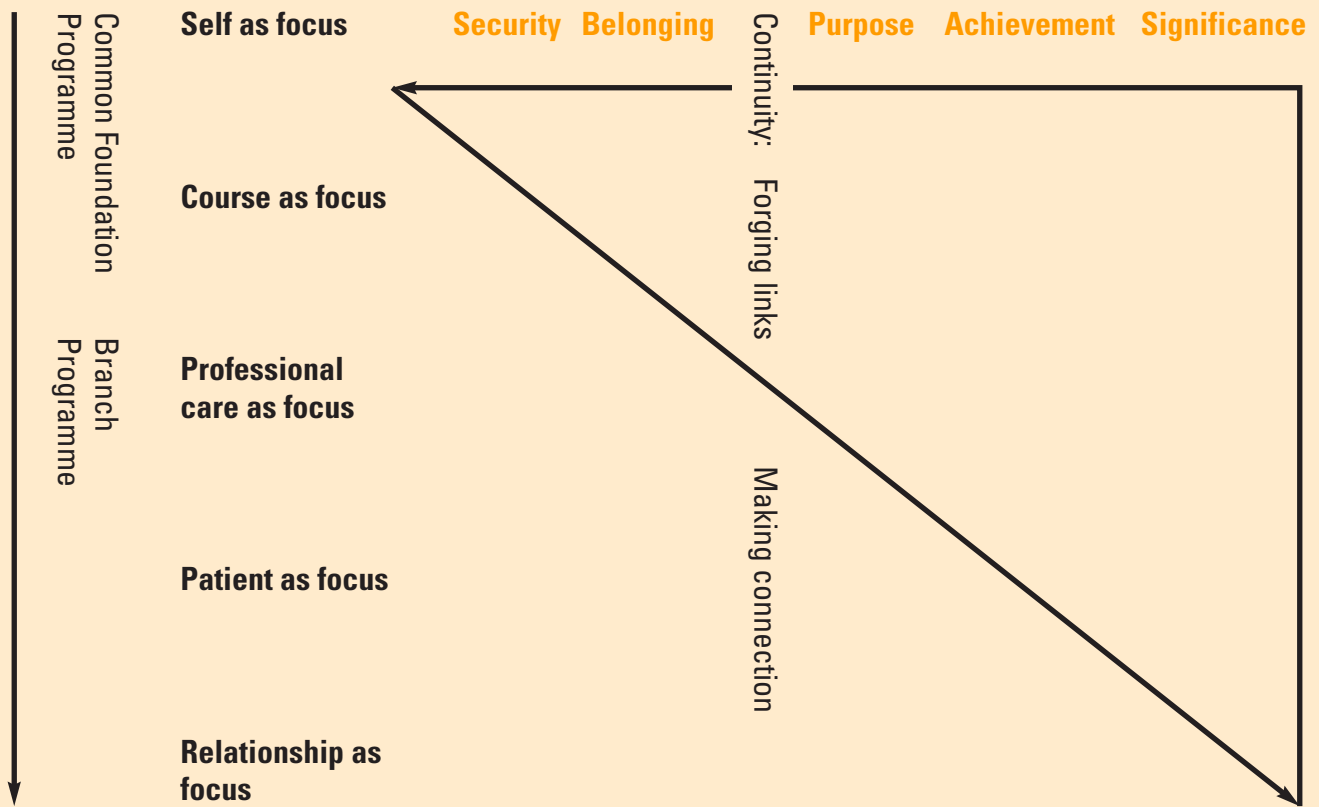 Self as focus
Security Belonging Purpose Achievement Significance
Common Foundation
Programme
Continuity: Forging links
Course as focus
Branch
Programme
Professional
care as focus
Making connection
Patient as focus
Relationship as
focus